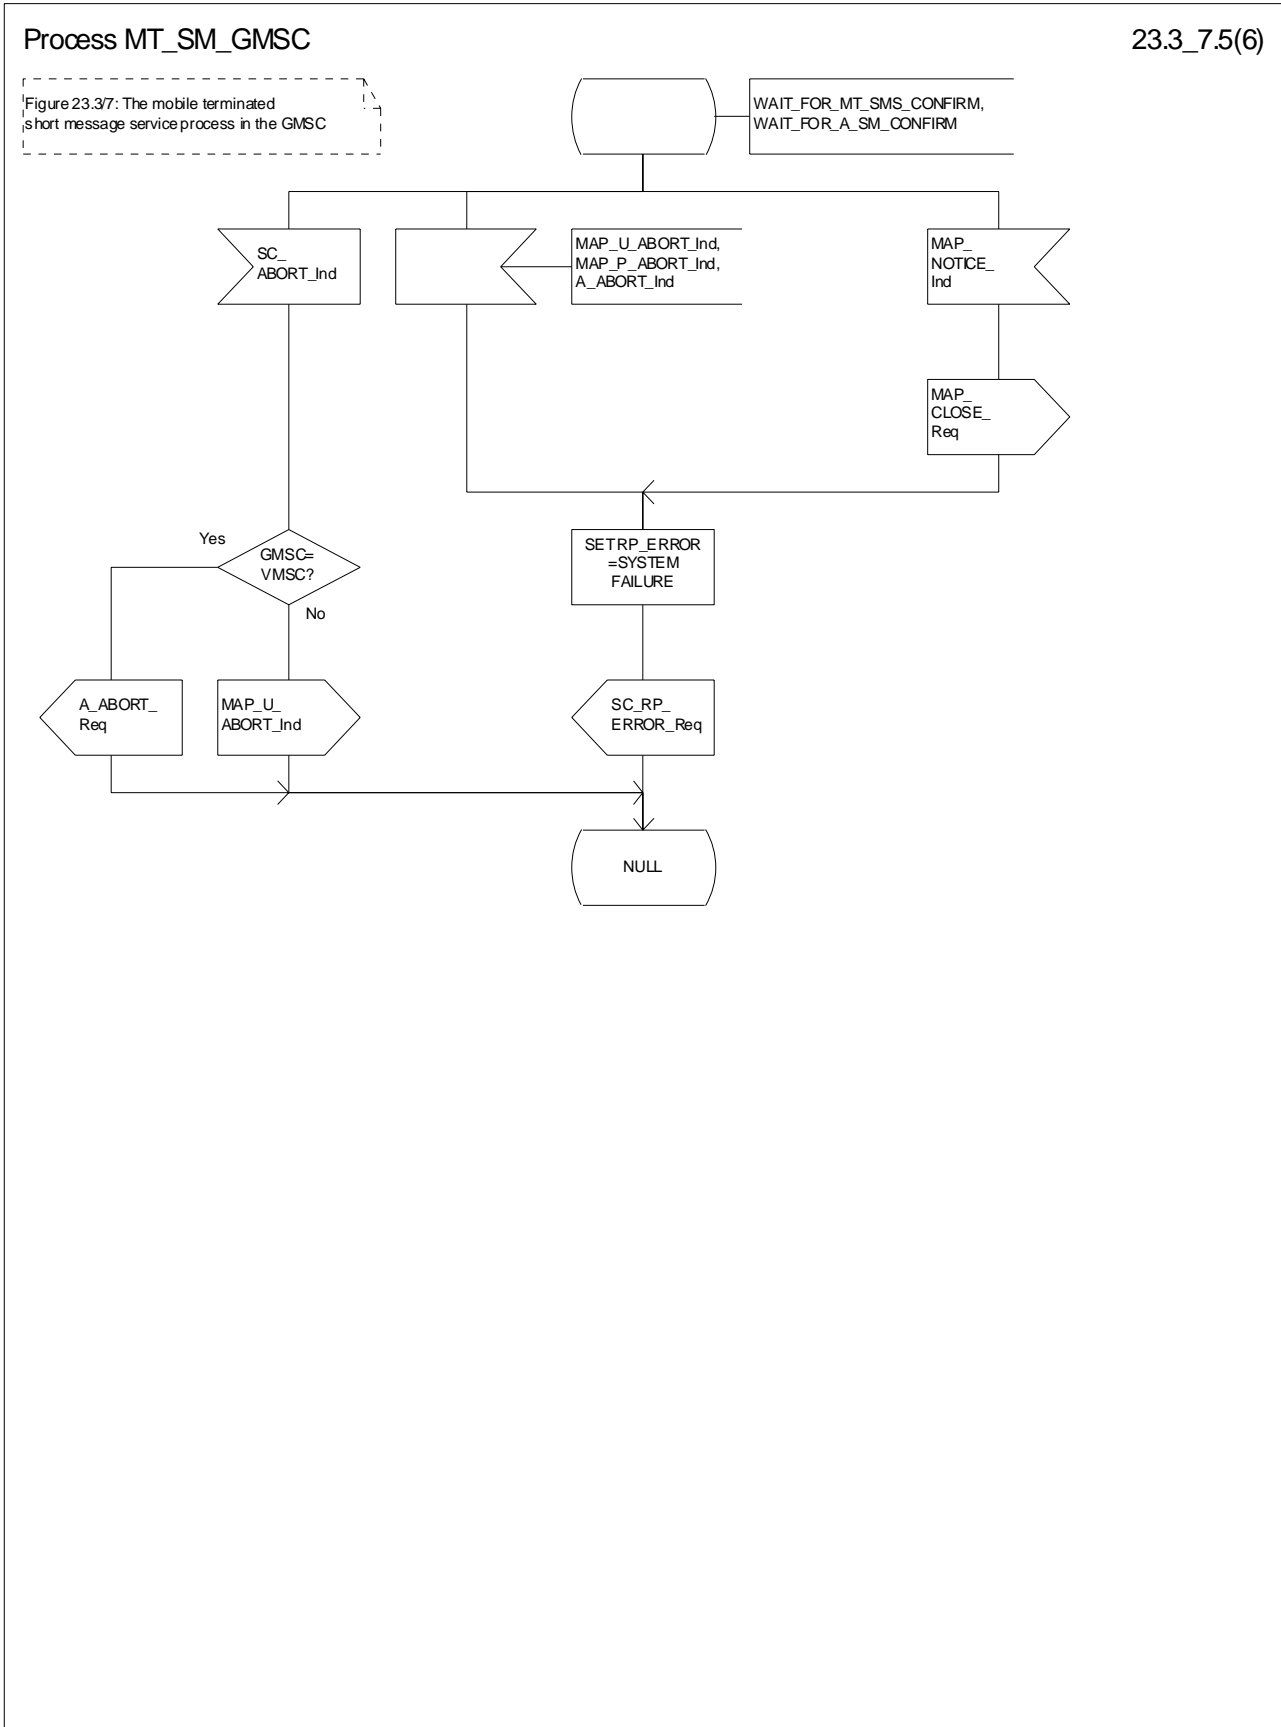 Process MT_SM_GMSC
23.3_7.5(6)
Figure 23.3/7: The mobile terminated
short message service process in the GMSC
WAIT_FOR_MT_SMS_CONFIRM,
WAIT_FOR_A_SM_CONFIRM
SC_
ABORT_Ind
MAP_U_ABORT_Ind,
MAP_P_ABORT_Ind,
A_ABORT_Ind
MAP_
NOTICE_
Ind
MAP_
CLOSE_
Req
Yes
GMSC=
VMSC?
No
SET RP_ERROR
=SYSTEM
FAILURE
A_ABORT_
Req
MAP_U_
ABORT_Ind
SC_RP_
ERROR_Req
NULL